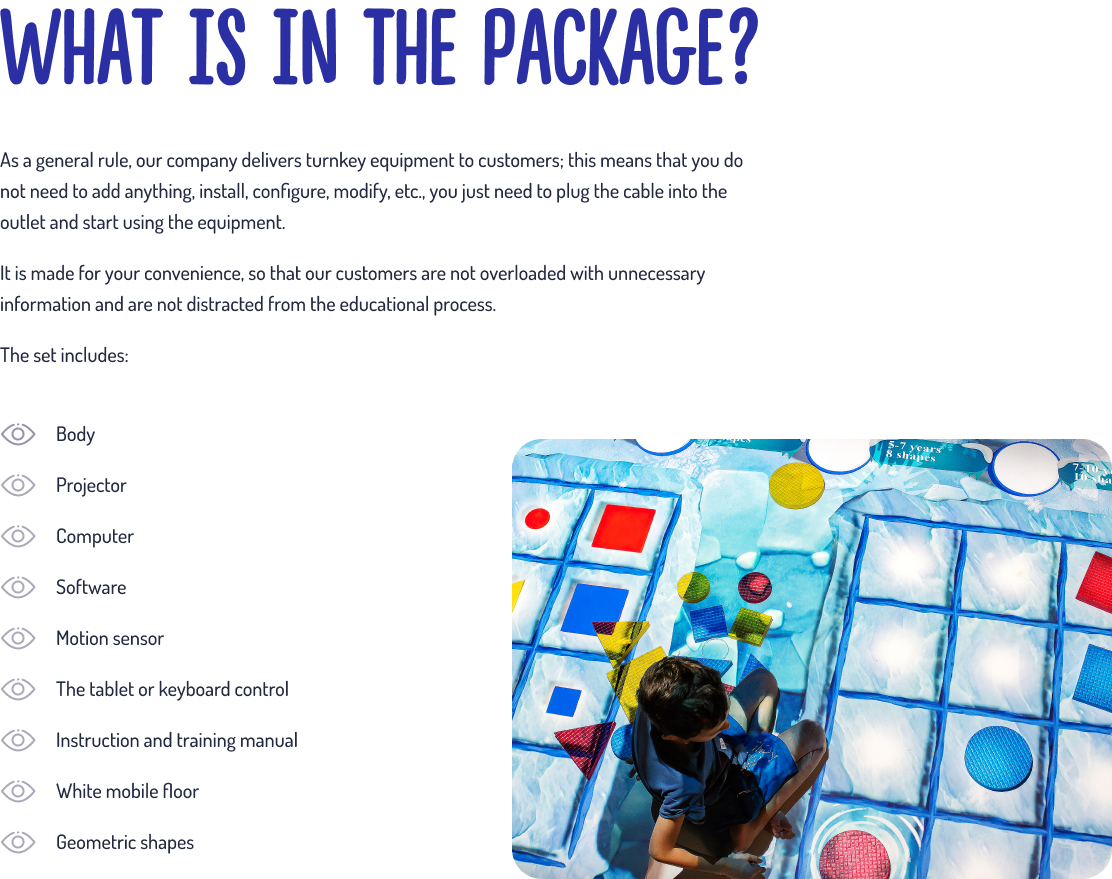 WHAT IS IN THE PACKAGE?
As a general rule, our company delivers turnkey equipment to customers; this means that you do
not need to add anything, install, configure, modify, etc., you just need to plug the cable into the
outlet and start using the equipment.
It is made for your convenience, so that our customers are not overloaded with unnecessary
information and are not distracted from the educational process.
The set includes:
Body
Projector
Computer
Software
Motion sensor
The tablet or keyboard control
Instruction and training manual
White mobile floor
Geometric shapes
5-7 years
8 shapes